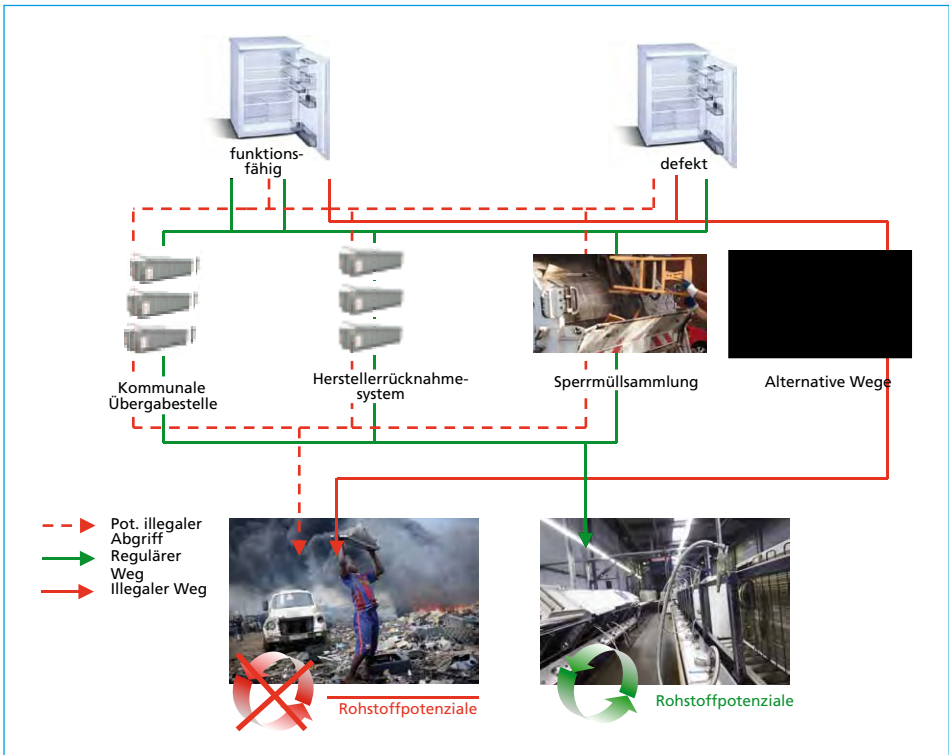 funktions-
fähig
defekt
Kommunale
Übergabestelle
Herstellerrücknahme-
system
Sperrmüllsammlung
Alternative Wege
Pot. illegaler
Abgriff
Regulärer
Weg
Illegaler Weg
Rohstoffpotenziale
Rohstoffpotenziale